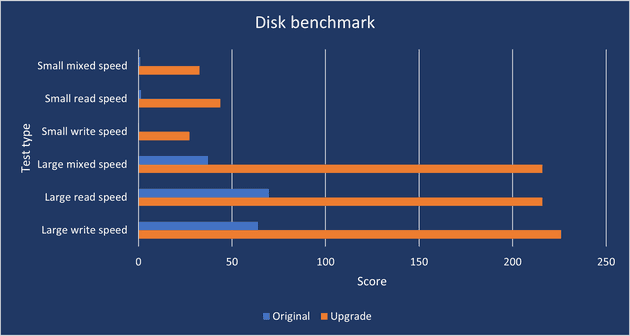 Disk benchmark
Test type
Small mixed speed
Small read speed
Small write speed
Large mixed speed
Large read speed
Large write speed
0 50 100 150 200 250
Score
Original Upgrade